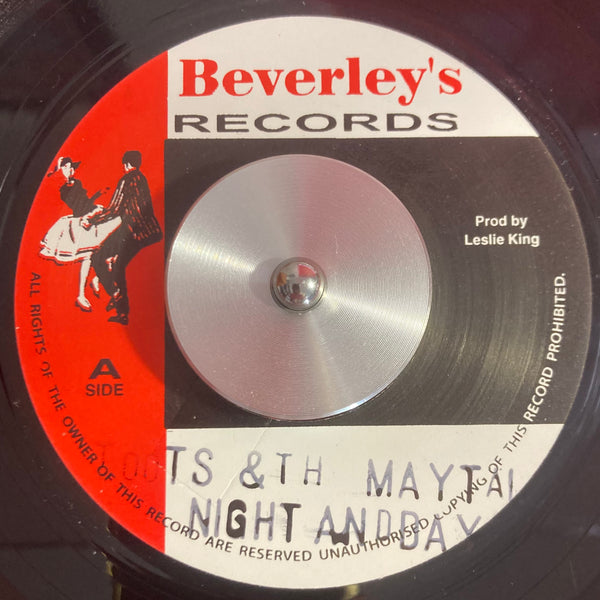 Beverley's
RECORDS
Prod by
Leslie King
A
SIDE
TOOTS & TH MAYTAL
NIGHT AND DAY
ALL RIGHTS OF THE OWNER OF THIS RECORD ARE RESERVED UNAUTHORISED COPYING OF THIS RECORD PROHIBITED.